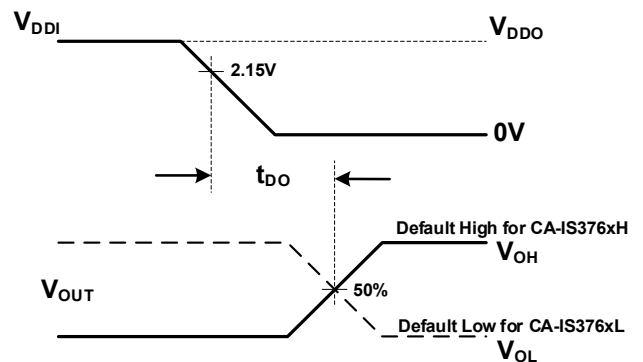 VDDI
VDDO
2.15V
0V
tDO
Default High for CA-IS376xH
VOH
VOUT
50%
Default Low for CA-IS376xL
VOL